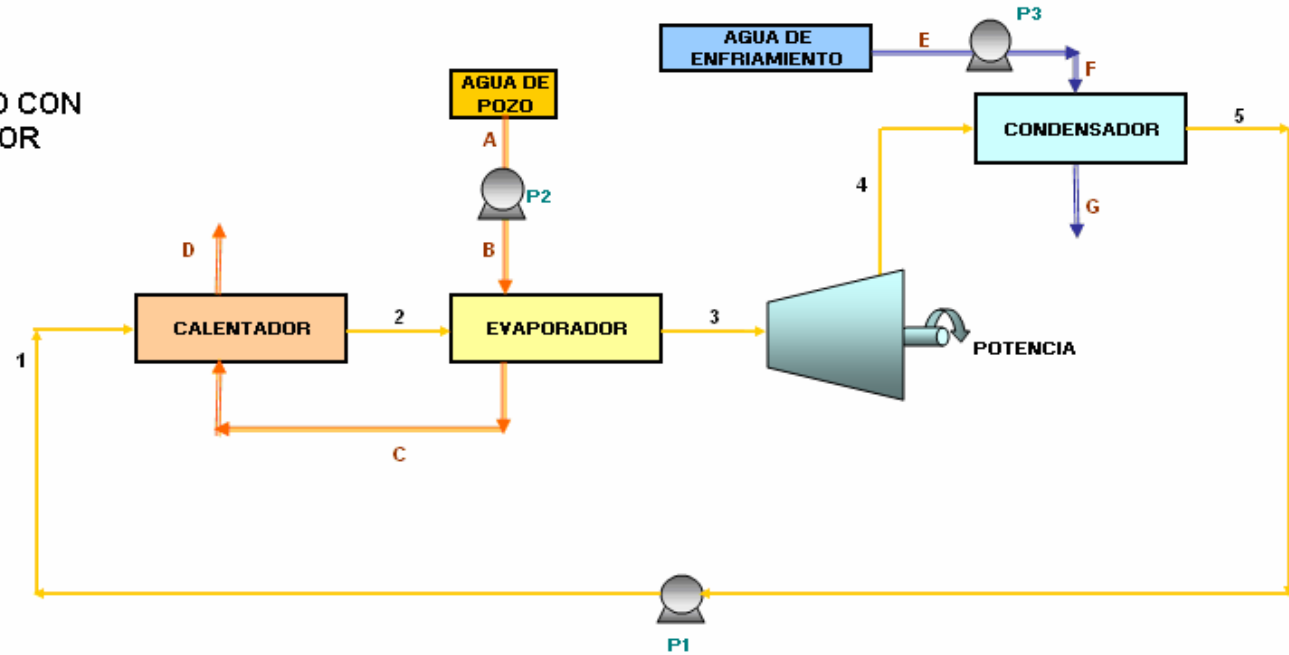 P3
AGUA DE
ENFRIAMIENTO
E
F
AGUA DE
POZO
CON
A
CONDENSADOR
5
4
P2
G
D
B
CALENTADOR
2
EVAPORADOR
3
POTENCIA
1
C
P1